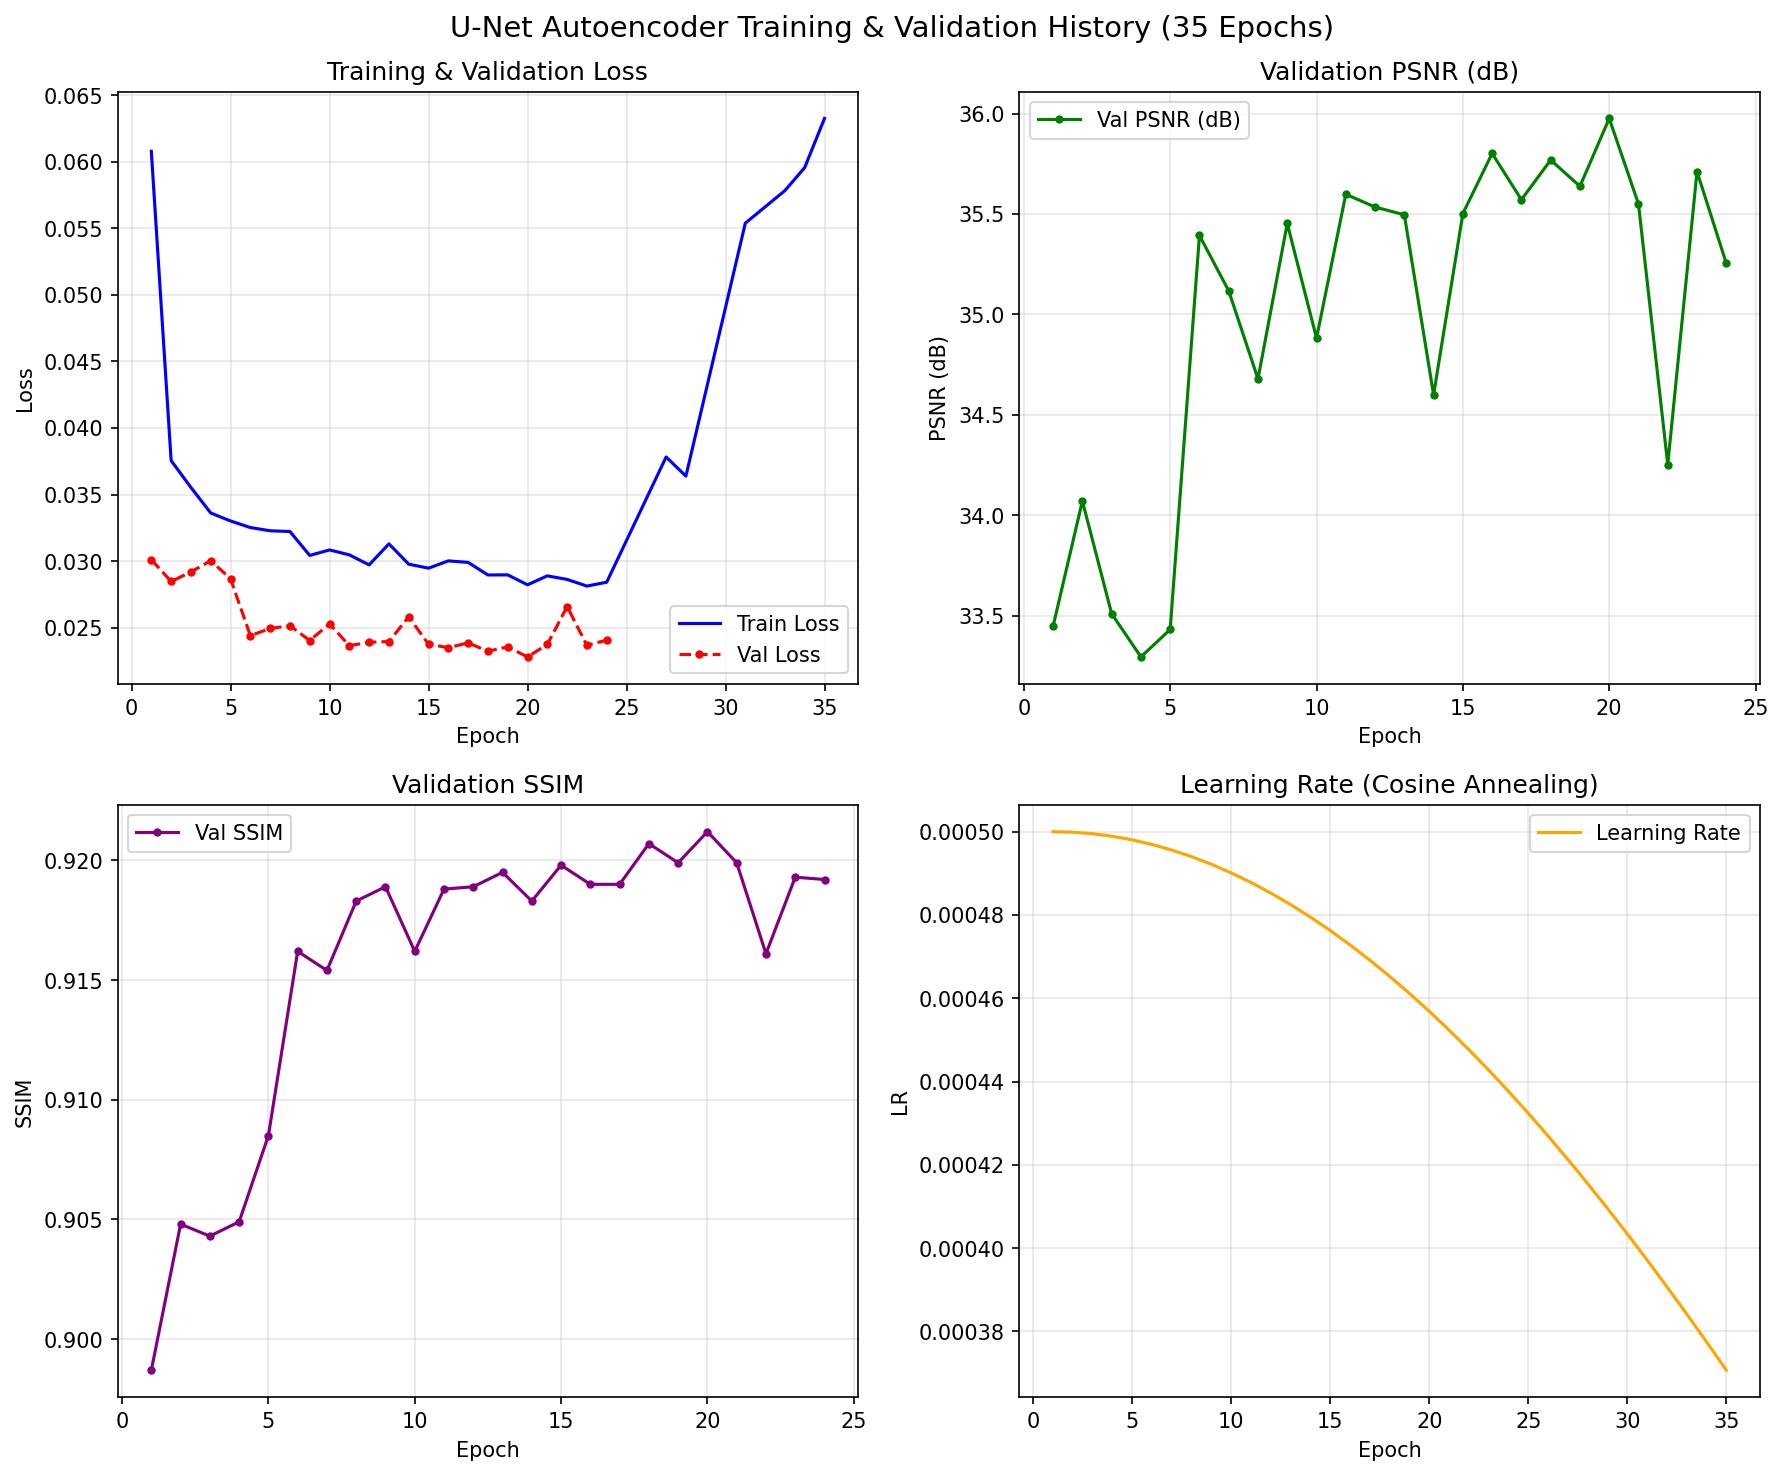 U-Net Autoencoder Training & Validation History (35 Epochs)
Training & Validation Loss
0.065
0.060
0.055
0.050
0.045
0.040
0.035
0.030
0.025
Loss
Train Loss
Val Loss
0 5 10 15 20 25 30 35
Epoch
Validation PSNR (dB)
Val PSNR (dB)
36.0
35.5
35.0
34.5
34.0
33.5
PSNR (dB)
0 5 10 15 20 25
Epoch
Validation SSIM
Val SSIM
0.920
0.915
0.910
0.905
0.900
SSIM
0 5 10 15 20 25
Epoch
Learning Rate (Cosine Annealing)
Learning Rate
0.00050
0.00048
0.00046
0.00044
0.00042
0.00040
0.00038
LR
0 5 10 15 20 25 30 35
Epoch